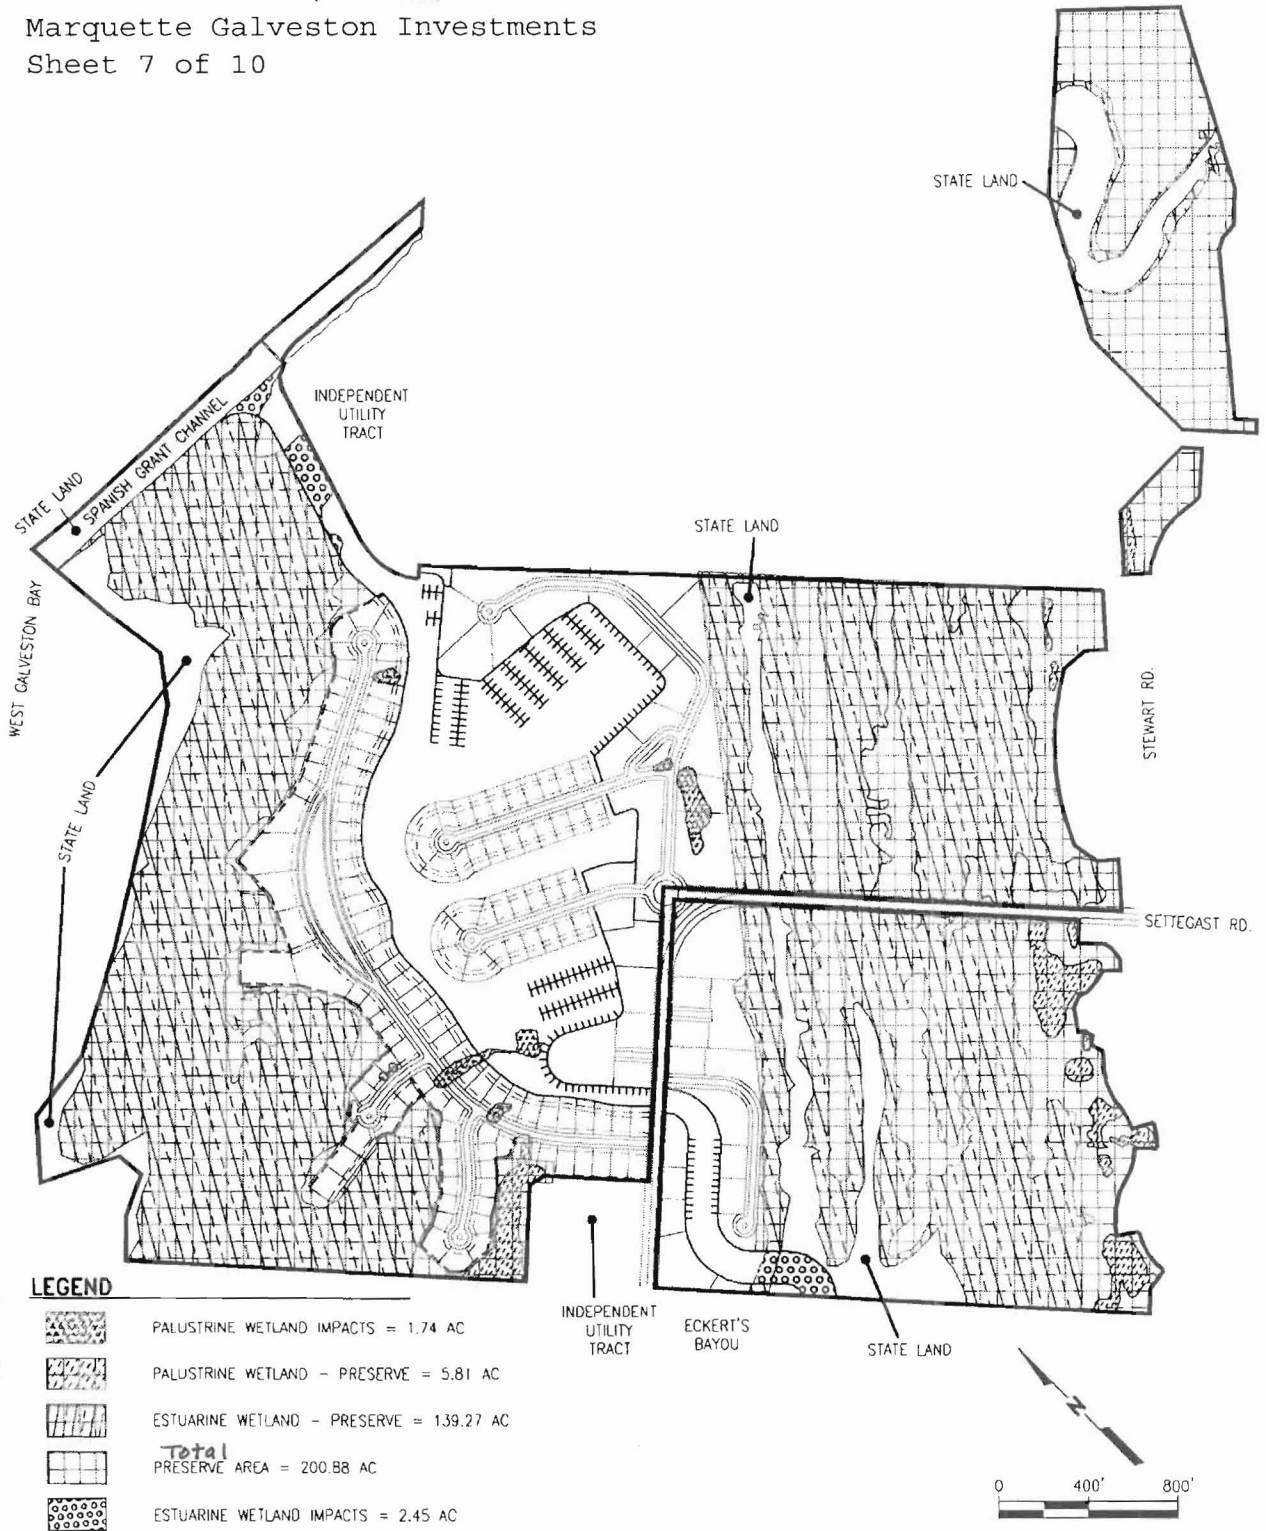 Marquette Galveston Investments
Sheet 7 of 10
STATE LAND
INDEPENDENT
UTILITY
TRACT
SPANISH GRANT CHANNEL
STATE LAND
WEST GALVESTON BAY
STATE LAND
STATE LAND
STEWART RD.
SETTEGAST RD.
INDEPENDENT
UTILITY
TRACT
ECKERT'S
BAYOU
STATE LAND
LEGEND
PALUSTRINE WETLAND IMPACTS = 1.74 AC
PALUSTRINE WETLAND - PRESERVE = 5.81 AC
ESTUARINE WETLAND - PRESERVE = 139.27 AC
Total
PRESERVE AREA = 200.88 AC
ESTUARINE WETLAND IMPACTS = 2.45 AC
N
0 400' 800'